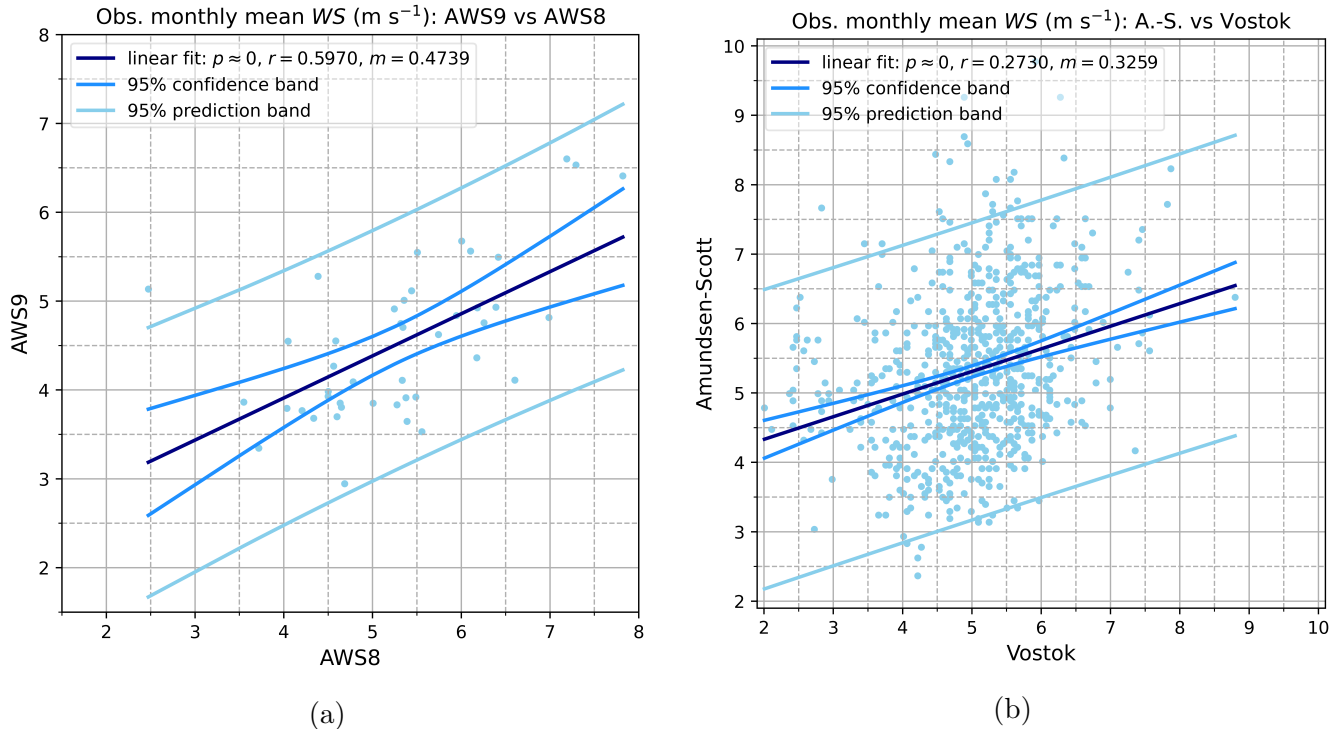 Obs. monthly mean WS (m s⁻¹): AWS9 vs AWS8
8
7
6
5
4
3
2
AWS9
linear fit: p ≈ 0, r = 0.5970, m = 0.4739
95% confidence band
95% prediction band
2 3 4 5 6 7 8
AWS8
(a)
Obs. monthly mean WS (m s⁻¹): A.-S. vs Vostok
10
9
8
7
6
5
4
3
2
Amundsen-Scott
linear fit: p ≈ 0, r = 0.2730, m = 0.3259
95% confidence band
95% prediction band
2 3 4 5 6 7 8 9 10
Vostok
(b)